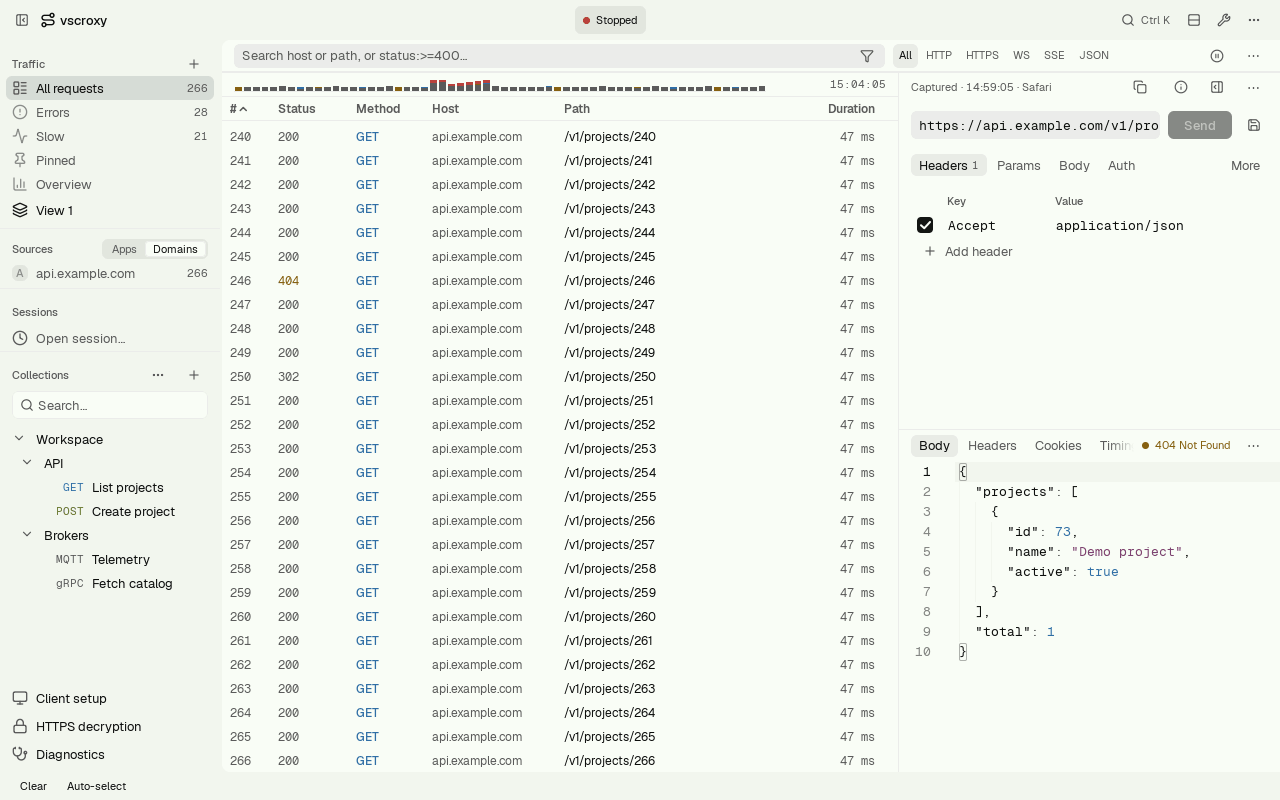 vscroxy
Stopped
Ctrl K
Traffic
All requests 266
Errors 28
Slow 21
Pinned
Overview
View 1
Sources Apps Domains
A api.example.com 266
Sessions
Open session...
Collections
Search...
Workspace
API
GET List projects
POST Create project
Brokers
MQTT Telemetry
gRPC Fetch catalog
Client setup
HTTPS decryption
Diagnostics
Clear Auto-select
Search host or path, or status:>=400...
All HTTP HTTPS WS SSE JSON
15:04:05
# Status Method Host Path Duration
240 200 GET api.example.com /v1/projects/240 47 ms
241 200 GET api.example.com /v1/projects/241 47 ms
242 200 GET api.example.com /v1/projects/242 47 ms
243 200 GET api.example.com /v1/projects/243 47 ms
244 200 GET api.example.com /v1/projects/244 47 ms
245 200 GET api.example.com /v1/projects/245 47 ms
246 404 GET api.example.com /v1/projects/246 47 ms
247 200 GET api.example.com /v1/projects/247 47 ms
248 200 GET api.example.com /v1/projects/248 47 ms
249 200 GET api.example.com /v1/projects/249 47 ms
250 302 GET api.example.com /v1/projects/250 47 ms
251 200 GET api.example.com /v1/projects/251 47 ms
252 200 GET api.example.com /v1/projects/252 47 ms
253 200 GET api.example.com /v1/projects/253 47 ms
254 200 GET api.example.com /v1/projects/254 47 ms
255 200 GET api.example.com /v1/projects/255 47 ms
256 200 GET api.example.com /v1/projects/256 47 ms
257 200 GET api.example.com /v1/projects/257 47 ms
258 200 GET api.example.com /v1/projects/258 47 ms
259 200 GET api.example.com /v1/projects/259 47 ms
260 200 GET api.example.com /v1/projects/260 47 ms
261 200 GET api.example.com /v1/projects/261 47 ms
262 200 GET api.example.com /v1/projects/262 47 ms
263 200 GET api.example.com /v1/projects/263 47 ms
264 200 GET api.example.com /v1/projects/264 47 ms
265 200 GET api.example.com /v1/projects/265 47 ms
266 200 GET api.example.com /v1/projects/266 47 ms
Captured · 14:59:05 · Safari
https://api.example.com/v1/pro Send
Headers 1 Params Body Auth More
Key Value
Accept application/json
Add header
Body Headers Cookies Timin 404 Not Found
1 {
2 "projects": [
3 {
4 "id": 73,
5 "name": "Demo project",
6 "active": true
7 }
8 ],
9 "total": 1
10 }